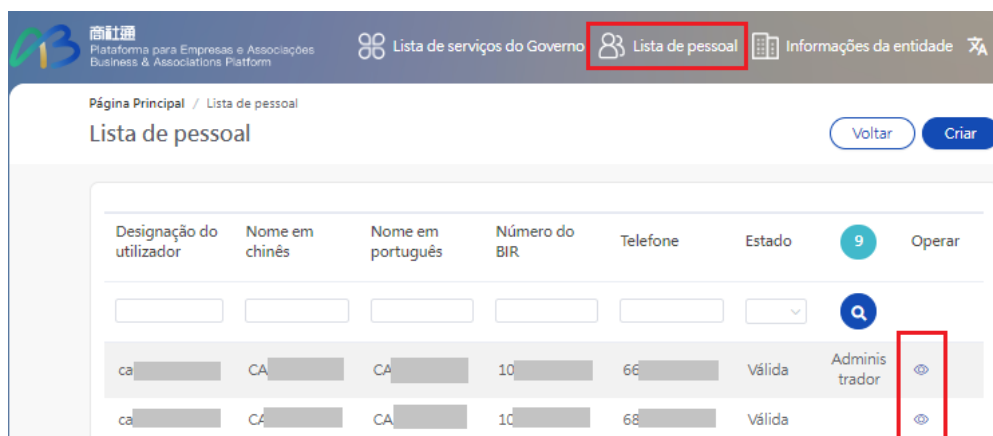 商社通
Plataforma para Empresas e Associações
Business & Associations Platform
Lista de serviços do Governo
Lista de pessoal
Informações da entidade
Página Principal / Lista de pessoal
Lista de pessoal
Voltar
Criar
Designação do utilizador
Nome em chinês
Nome em português
Número do BIR
Telefone
Estado
9
Operar
ca CA CA 10 66 Válida Administrador
ca CA CA 10 68 Válida